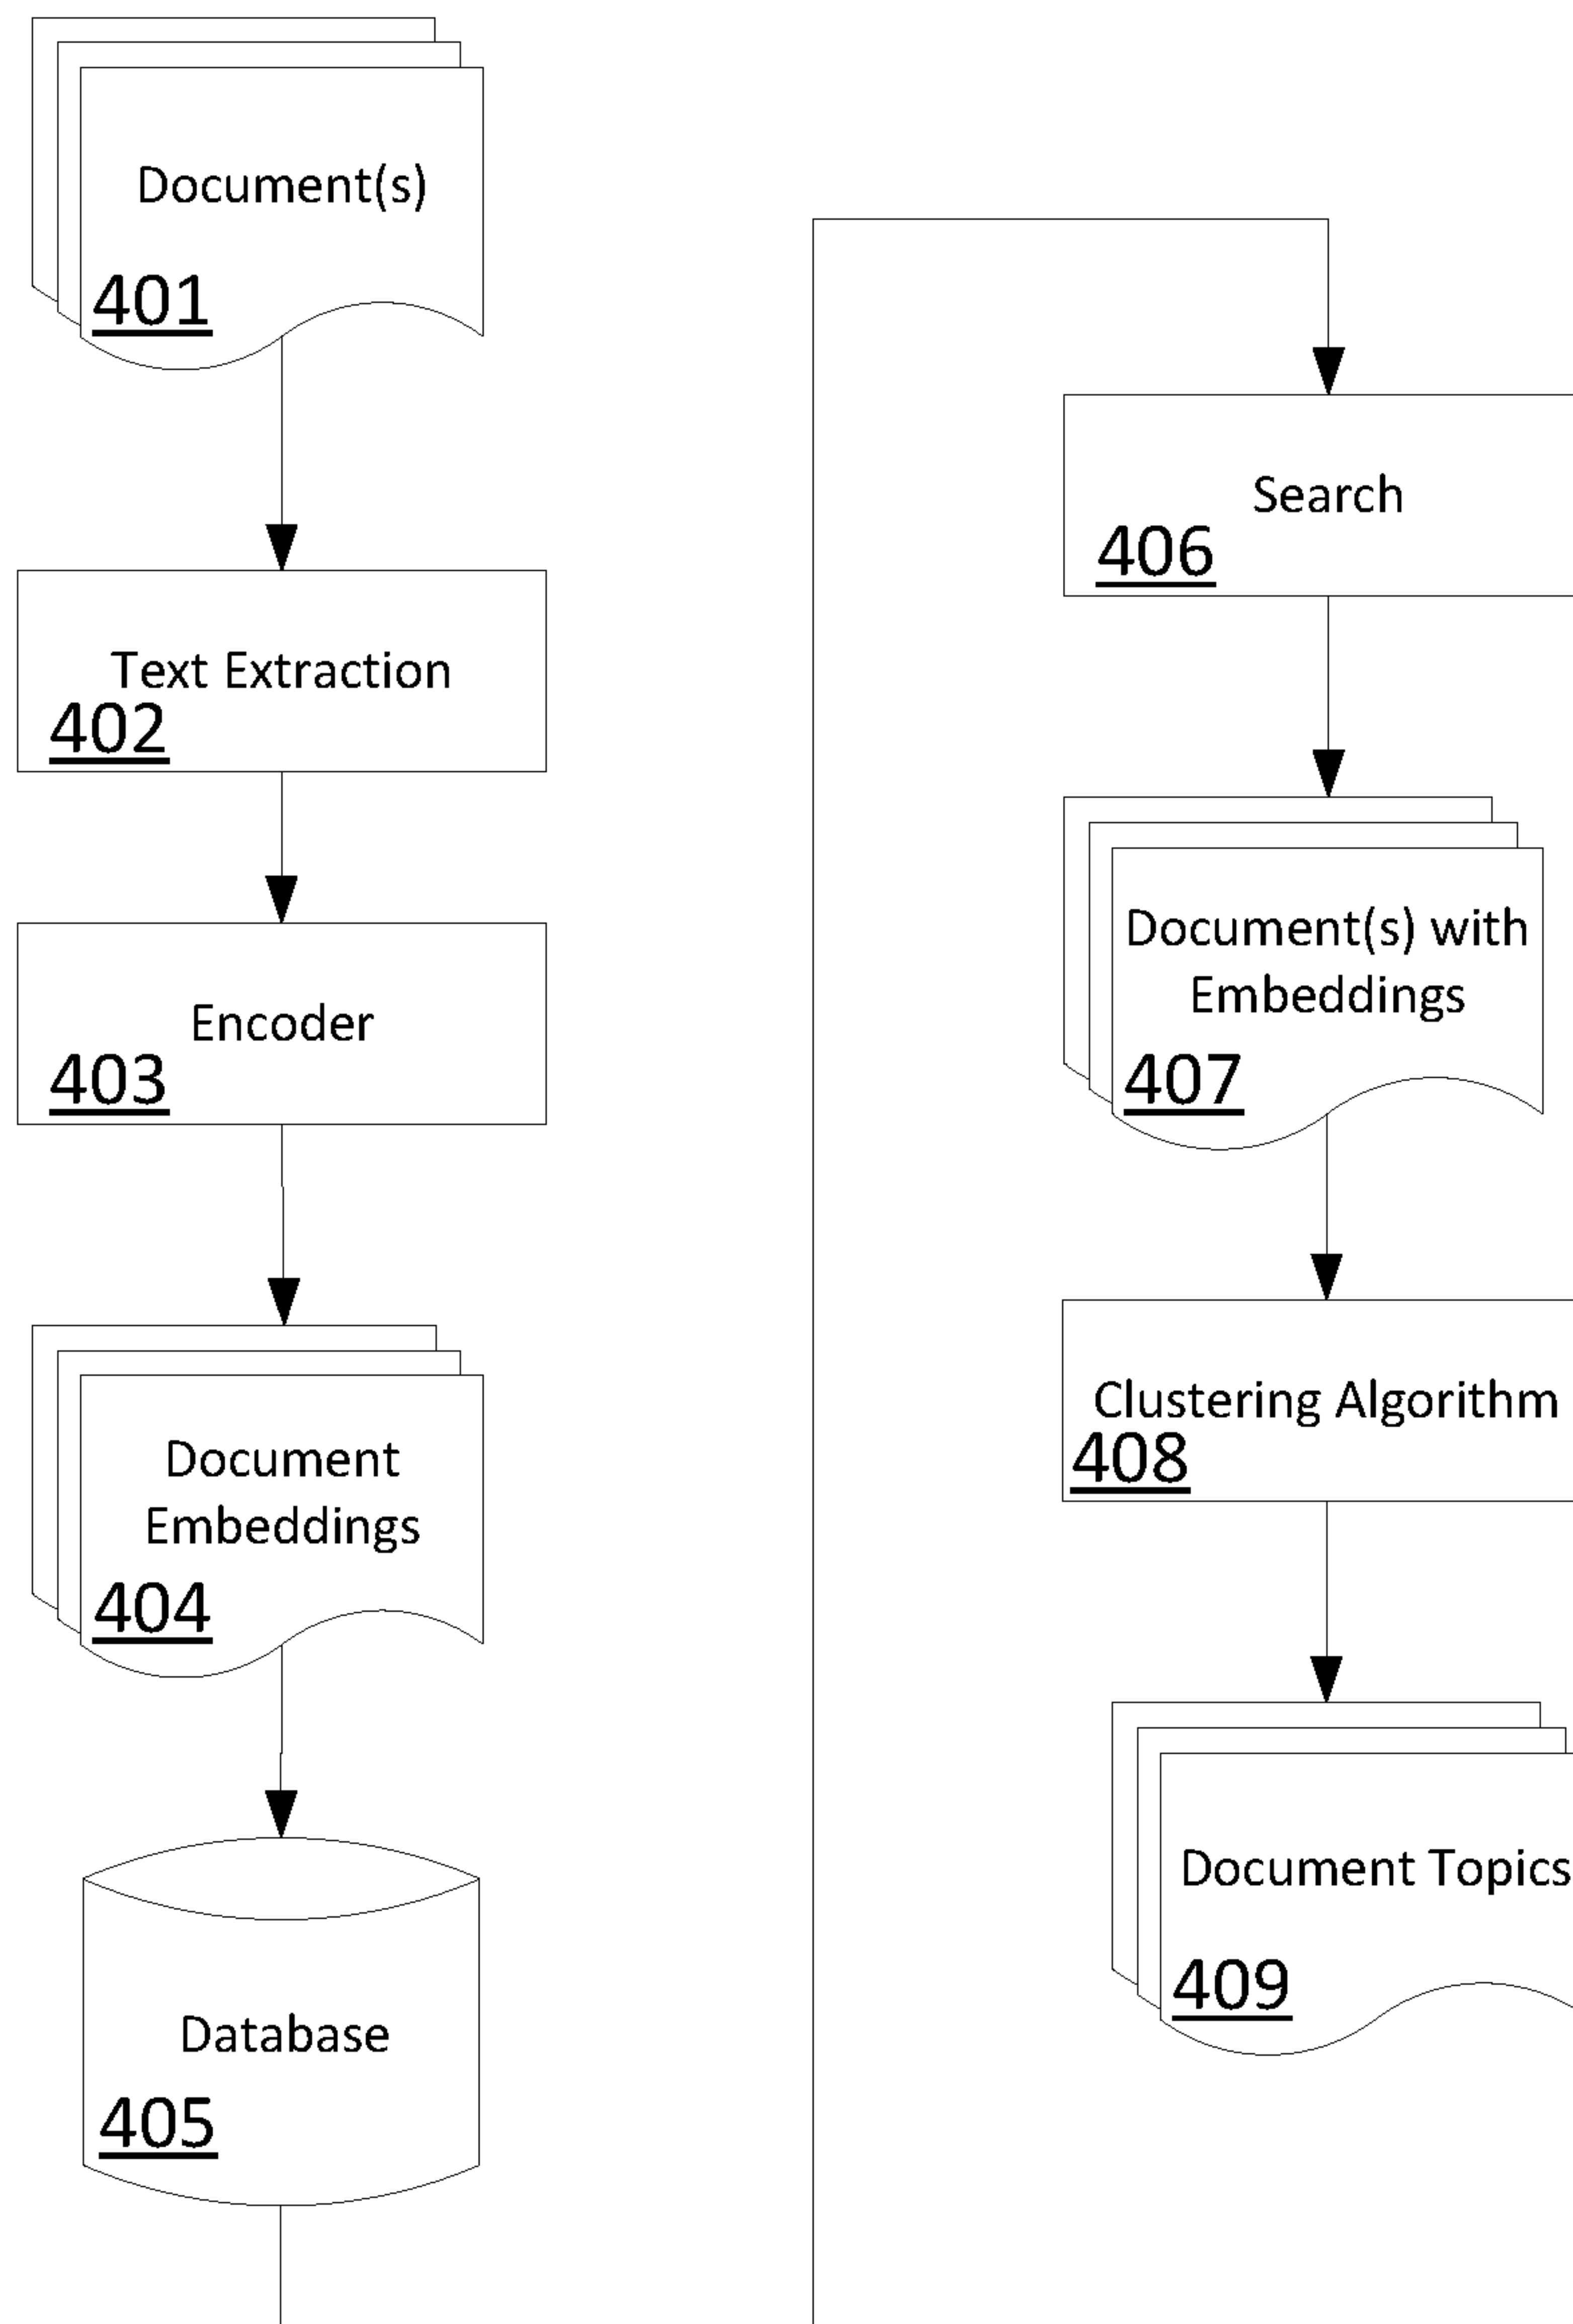 Document(s)
401
Text Extraction
402
Encoder
403
Document
Embeddings
404
Database
405
Search
406
Document(s) with
Embeddings
407
Clustering Algorithm
408
Document Topics
409